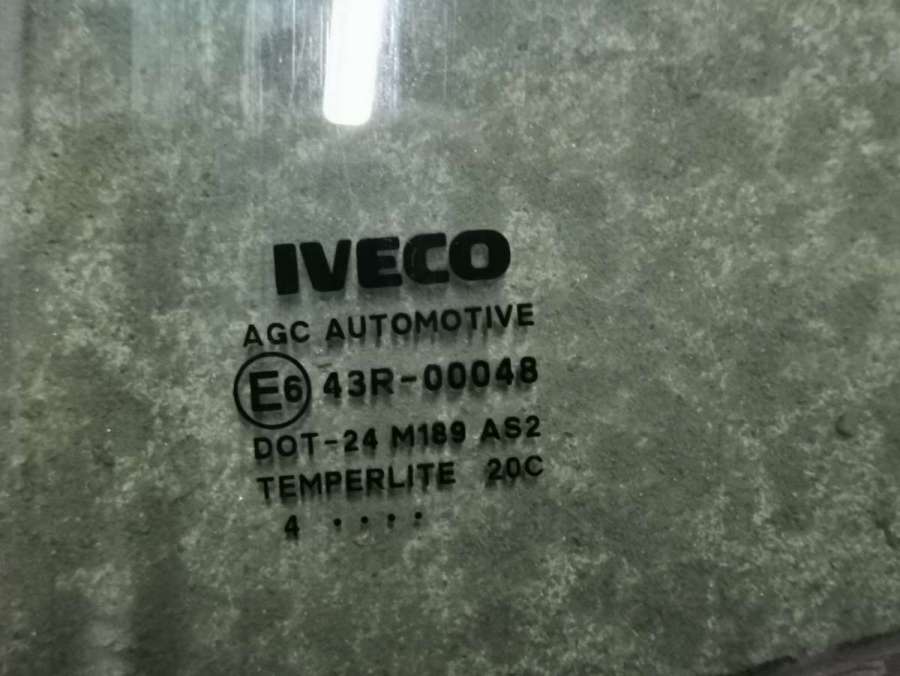 IVECO
AGC AUTOMOTIVE
E6 43R-00048
DOT-24 M189 AS2
TEMPERLITE 20C
4 ····